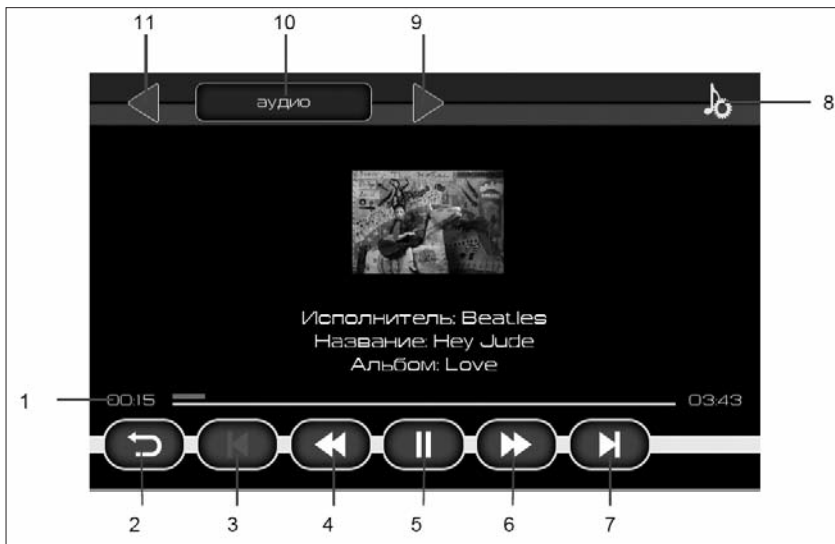 11 10 9
аудио
8
Исполнитель: Beatles
Название: Hey Jude
Альбом: Love
1 00:15 03:43
2 3 4 5 6 7